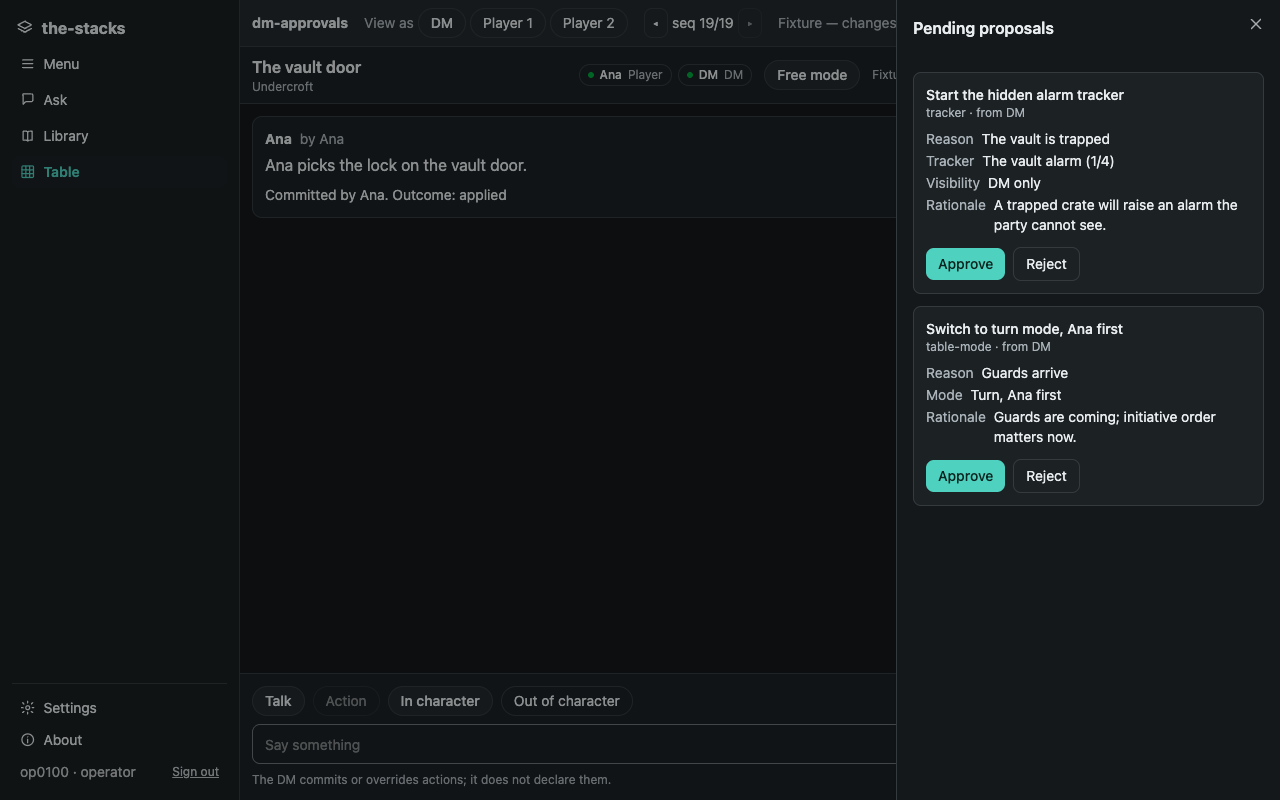 the-stacks
Menu
Ask
Library
Table
Settings
About
op0100 · operator
Sign out
dm-approvals View as DM Player 1 Player 2 seq 19/19 Fixture — changes
The vault door
Undercroft
Ana Player DM DM Free mode Fixtu
Ana by Ana
Ana picks the lock on the vault door.
Committed by Ana. Outcome: applied
Talk Action In character Out of character
Say something
The DM commits or overrides actions; it does not declare them.
Pending proposals
Start the hidden alarm tracker
tracker · from DM
Reason The vault is trapped
Tracker The vault alarm (1/4)
Visibility DM only
Rationale A trapped crate will raise an alarm the
party cannot see.
Approve Reject
Switch to turn mode, Ana first
table-mode · from DM
Reason Guards arrive
Mode Turn, Ana first
Rationale Guards are coming; initiative order
matters now.
Approve Reject